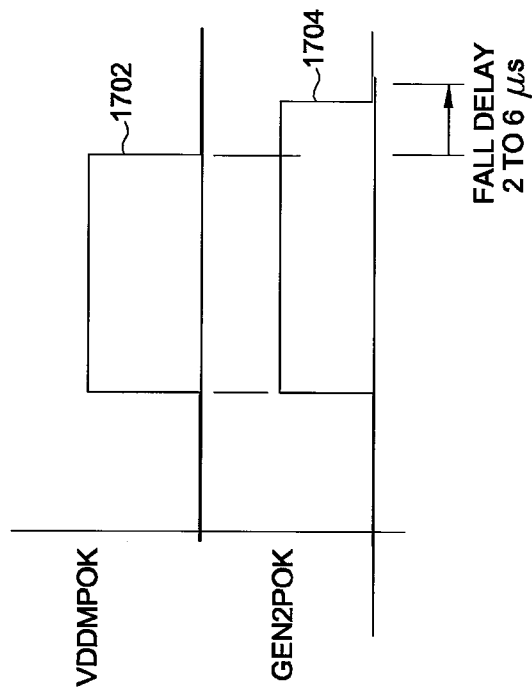 VDDMPOK
1702
GEN2POK
1704
FALL DELAY
2 TO 6 μs